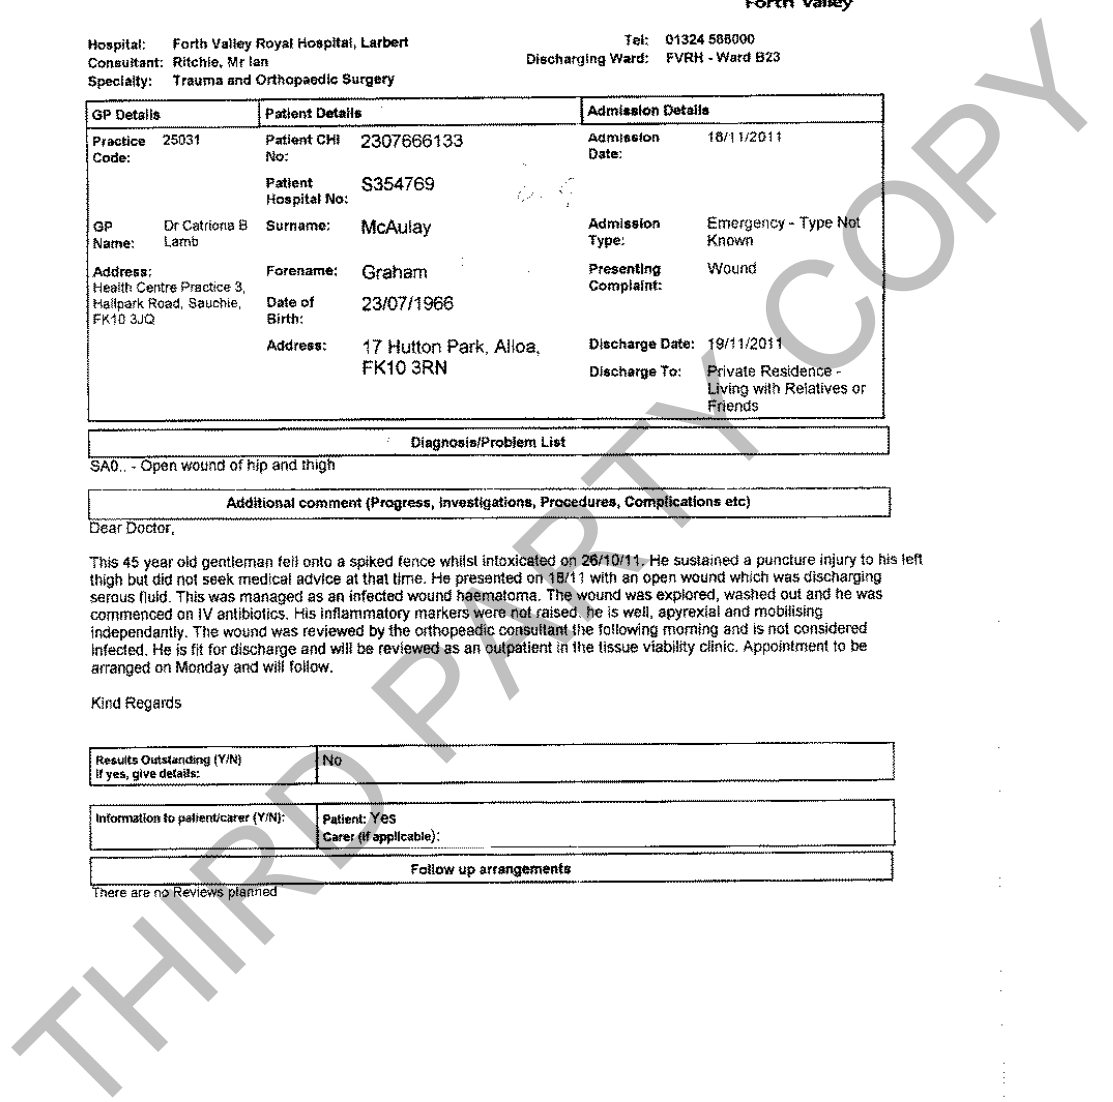 Forth Valley
Hospital: Forth Valley Royal Hospital, Larbert
Tel: 01324 566000
Consultant: Ritchie, Mr Ian
Discharging Ward: FVRH - Ward B23
Specialty: Trauma and Orthopaedic Surgery
GP Details Patient Details Admission Details
Practice Code: 25031
Patient CHI No: 2307666133
Admission Date: 18/11/2011
Patient Hospital No: S354769
GP Name: Dr Catriona B Lamb
Surname: McAulay
Admission Type: Emergency - Type Not Known
Address:
Health Centre Practice 3,
Hallpark Road, Sauchie,
FK10 3JQ
Forename: Graham
Presenting Complaint: Wound
Date of Birth: 23/07/1966
Address: 17 Hutton Park, Alloa,
FK10 3RN
Discharge Date: 19/11/2011
Discharge To: Private Residence -
Living with Relatives or
Friends
Diagnosis/Problem List
SA0.. - Open wound of hip and thigh
Additional comment (Progress, Investigations, Procedures, Complications etc)
Dear Doctor,
This 45 year old gentleman fell onto a spiked fence whilst intoxicated on 26/10/11. He sustained a puncture injury to his left
thigh but did not seek medical advice at that time. He presented on 18/11 with an open wound which was discharging
serous fluid. This was managed as an infected wound haematoma. The wound was explored, washed out and he was
commenced on IV antibiotics. His inflammatory markers were not raised. he is well, apyrexial and mobilising
independantly. The wound was reviewed by the orthopeadic consultant the following morning and is not considered
infected. He is fit for discharge and will be reviewed as an outpatient in the tissue viability clinic. Appointment to be
arranged on Monday and will follow.
Kind Regards
Results Outstanding (Y/N)
If yes, give details:
No
Information to patient/carer (Y/N):
Patient: Yes
Carer (if applicable):
Follow up arrangements
There are no Reviews planned
THIRD PARTY COPY